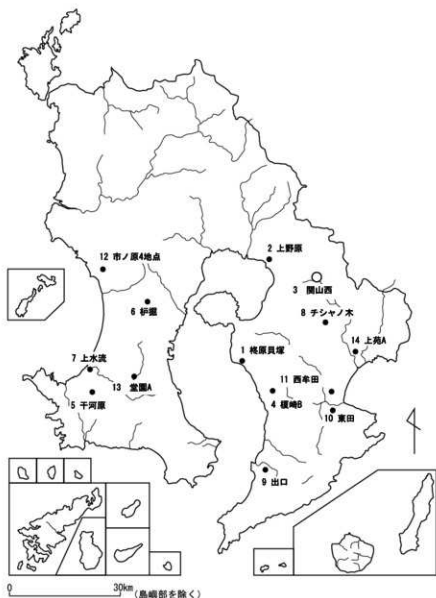 2 上野原
12 市ノ原4地点
3 関山西
6 枦堀
8 チシャノ木
14 上苑A
1 柊原貝塚
7 上水流
13 堂園A
11 西牟田
5 干河原
4 榎崎B
10 東田
9 出口
0 30km(島嶼部を除く)